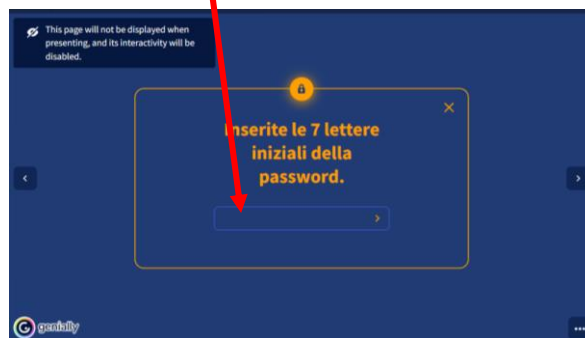 This page will not be displayed when
presenting, and its interactivity will be
disabled.
Inserite le 7 lettere
iniziali della
password.
genially